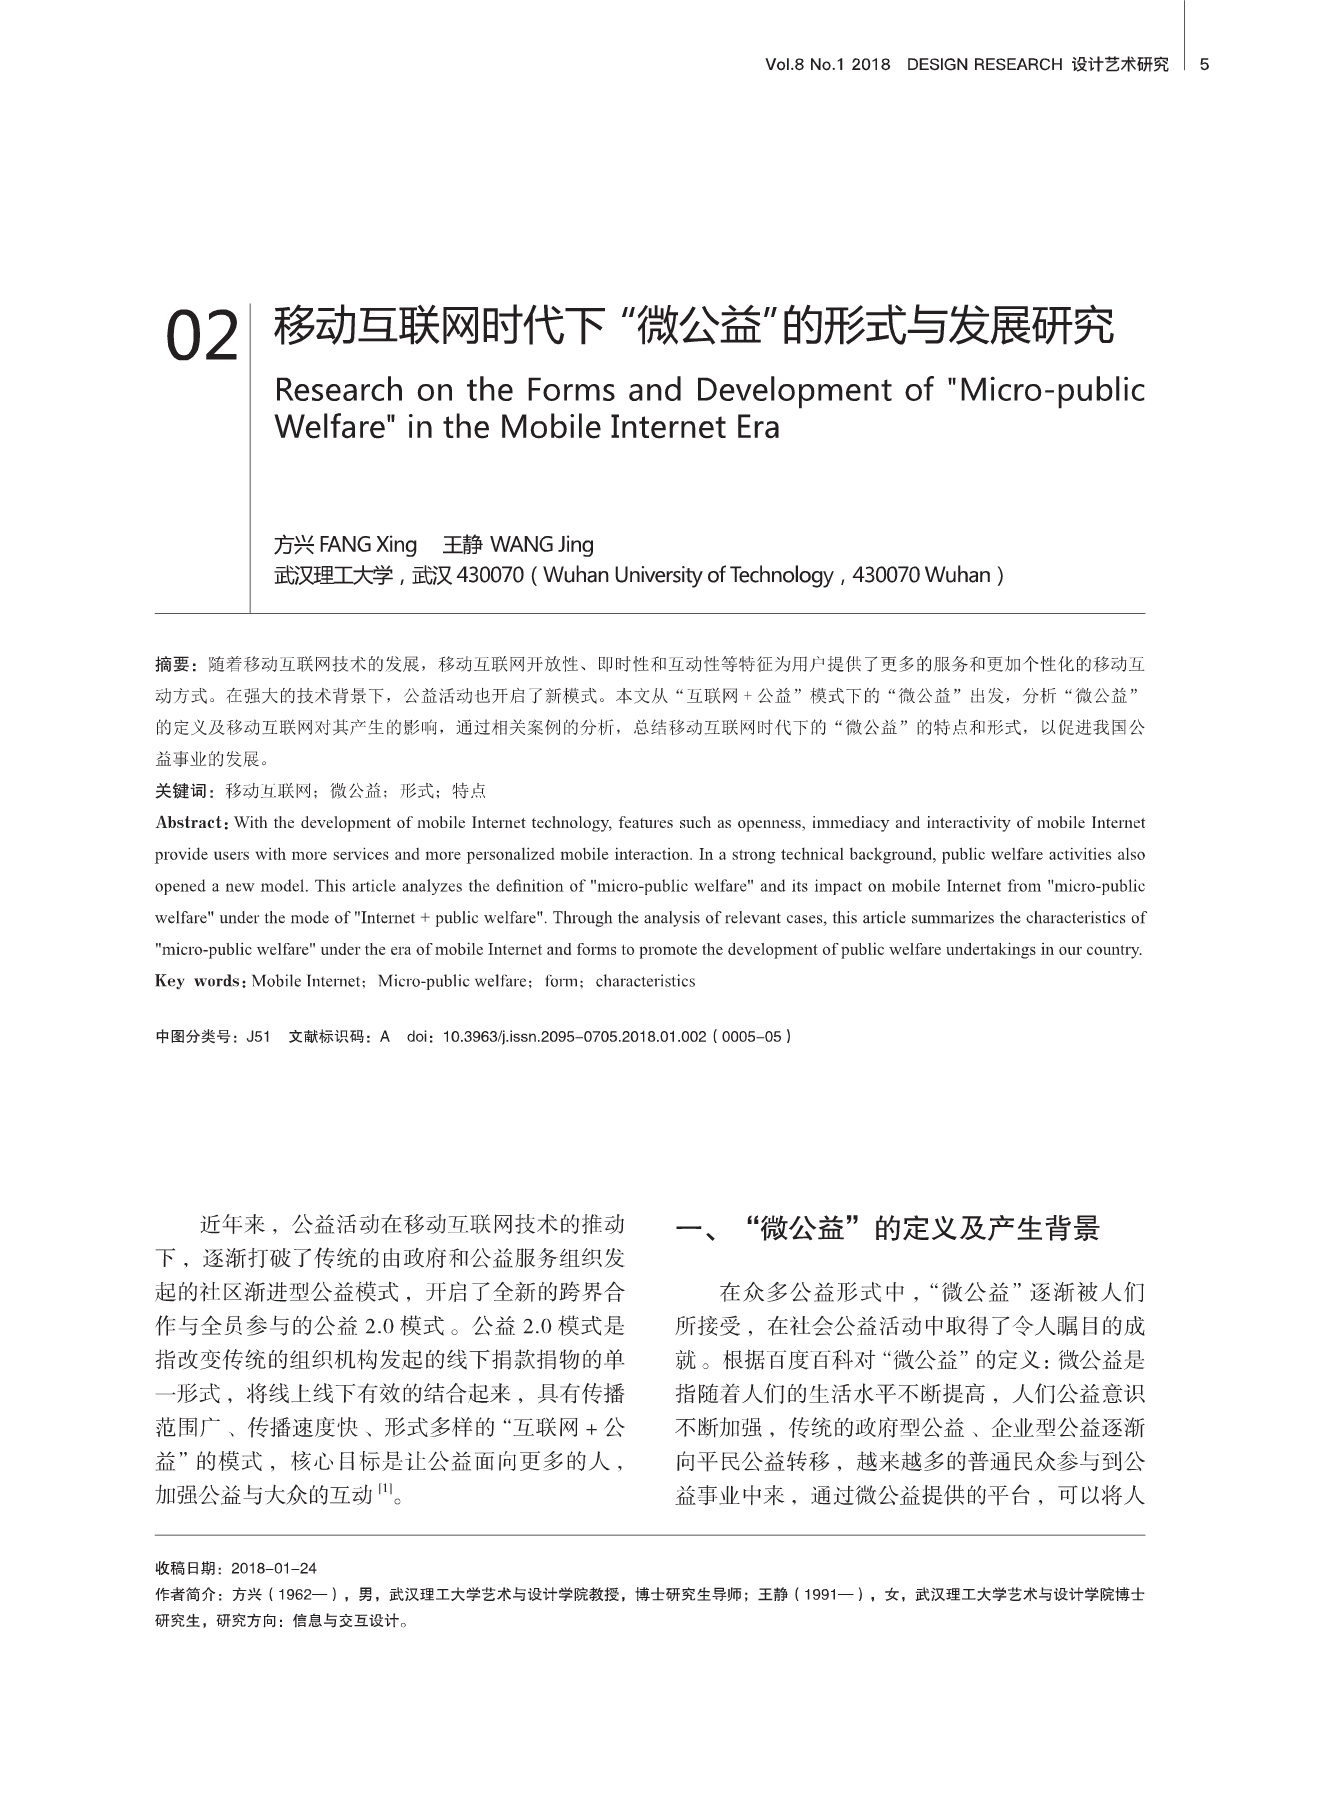 Vol.8 No.1 2018 DESIGN RESEARCH 设计艺术研究 5
02
移动互联网时代下“微公益”的形式与发展研究
Research on the Forms and Development of "Micro-public
Welfare" in the Mobile Internet Era
方兴 FANG Xing 王静 WANG Jing
武汉理工大学，武汉 430070（Wuhan University of Technology，430070 Wuhan）
摘要：随着移动互联网技术的发展，移动互联网开放性、即时性和互动性等特征为用户提供了更多的服务和更加个性化的移动互
动方式。在强大的技术背景下，公益活动也开启了新模式。本文从“互联网 + 公益”模式下的“微公益”出发，分析“微公益”
的定义及移动互联网对其产生的影响，通过相关案例的分析，总结移动互联网时代下的“微公益”的特点和形式，以促进我国公
益事业的发展。
关键词：移动互联网；微公益；形式；特点
Abstract: With the development of mobile Internet technology, features such as openness, immediacy and interactivity of mobile Internet
provide users with more services and more personalized mobile interaction. In a strong technical background, public welfare activities also
opened a new model. This article analyzes the definition of "micro-public welfare" and its impact on mobile Internet from "micro-public
welfare" under the mode of "Internet + public welfare". Through the analysis of relevant cases, this article summarizes the characteristics of
"micro-public welfare" under the era of mobile Internet and forms to promote the development of public welfare undertakings in our country.
Key words: Mobile Internet；Micro-public welfare；form；characteristics
中图分类号：J51 文献标识码：A doi：10.3963/j.issn.2095-0705.2018.01.002（0005-05）
近年来，公益活动在移动互联网技术的推动
下，逐渐打破了传统的由政府和公益服务组织发
起的社区渐进型公益模式，开启了全新的跨界合
作与全员参与的公益 2.0 模式。公益 2.0 模式是
指改变传统的组织机构发起的线下捐款捐物的单
一形式，将线上线下有效的结合起来，具有传播
范围广、传播速度快、形式多样的“互联网 + 公
益”的模式，核心目标是让公益面向更多的人，
加强公益与大众的互动[1]。
一、“微公益”的定义及产生背景
在众多公益形式中，“微公益”逐渐被人们
所接受，在社会公益活动中取得了令人瞩目的成
就。根据百度百科对“微公益”的定义：微公益是
指随着人们的生活水平不断提高，人们公益意识
不断加强，传统的政府型公益、企业型公益逐渐
向平民公益转移，越来越多的普通民众参与到公
益事业中来，通过微公益提供的平台，可以将人
收稿日期：2018-01-24
作者简介：方兴（1962—），男，武汉理工大学艺术与设计学院教授，博士研究生导师；王静（1991—），女，武汉理工大学艺术与设计学院博士
研究生，研究方向：信息与交互设计。